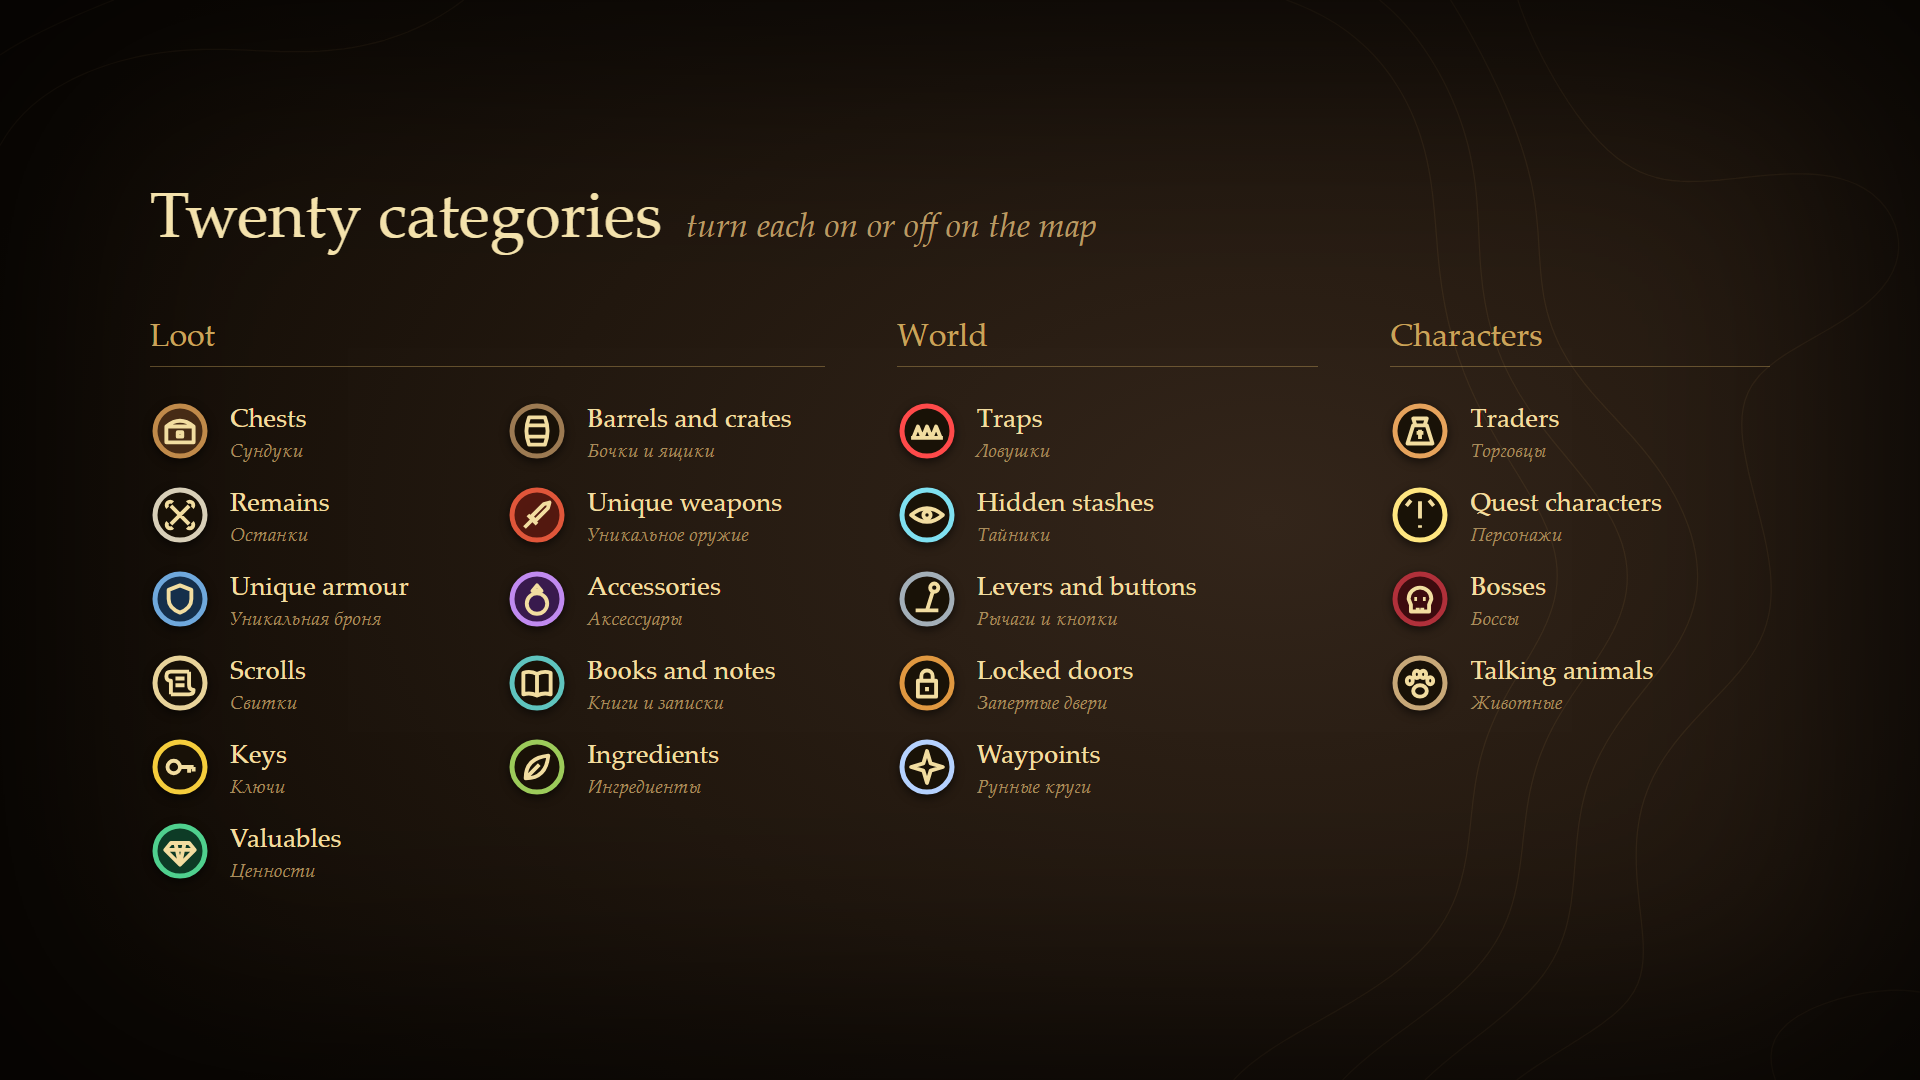 Twenty categories turn each on or off on the map
Loot
Chests
Сундуки
Remains
Останки
Unique armour
Уникальная броня
Scrolls
Свитки
Keys
Ключи
Valuables
Ценности
Barrels and crates
Бочки и ящики
Unique weapons
Уникальное оружие
Accessories
Аксессуары
Books and notes
Книги и записки
Ingredients
Ингредиенты
World
Traps
Ловушки
Hidden stashes
Тайники
Levers and buttons
Рычаги и кнопки
Locked doors
Запертые двери
Waypoints
Рунные круги
Characters
Traders
Торговцы
Quest characters
Персонажи
Bosses
Боссы
Talking animals
Животные